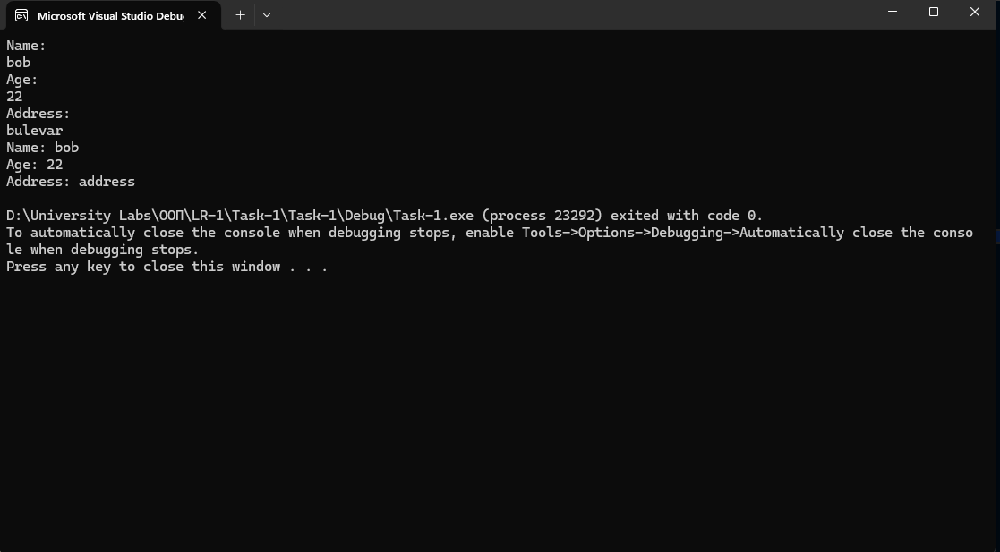 Microsoft Visual Studio Debug
Name:
bob
Age:
22
Address:
bulevar
Name: bob
Age: 22
Address: address
D:\University Labs\ООП\LR-1\Task-1\Task-1\Debug\Task-1.exe (process 23292) exited with code 0.
To automatically close the console when debugging stops, enable Tools->Options->Debugging->Automatically close the conso
le when debugging stops.
Press any key to close this window . . .